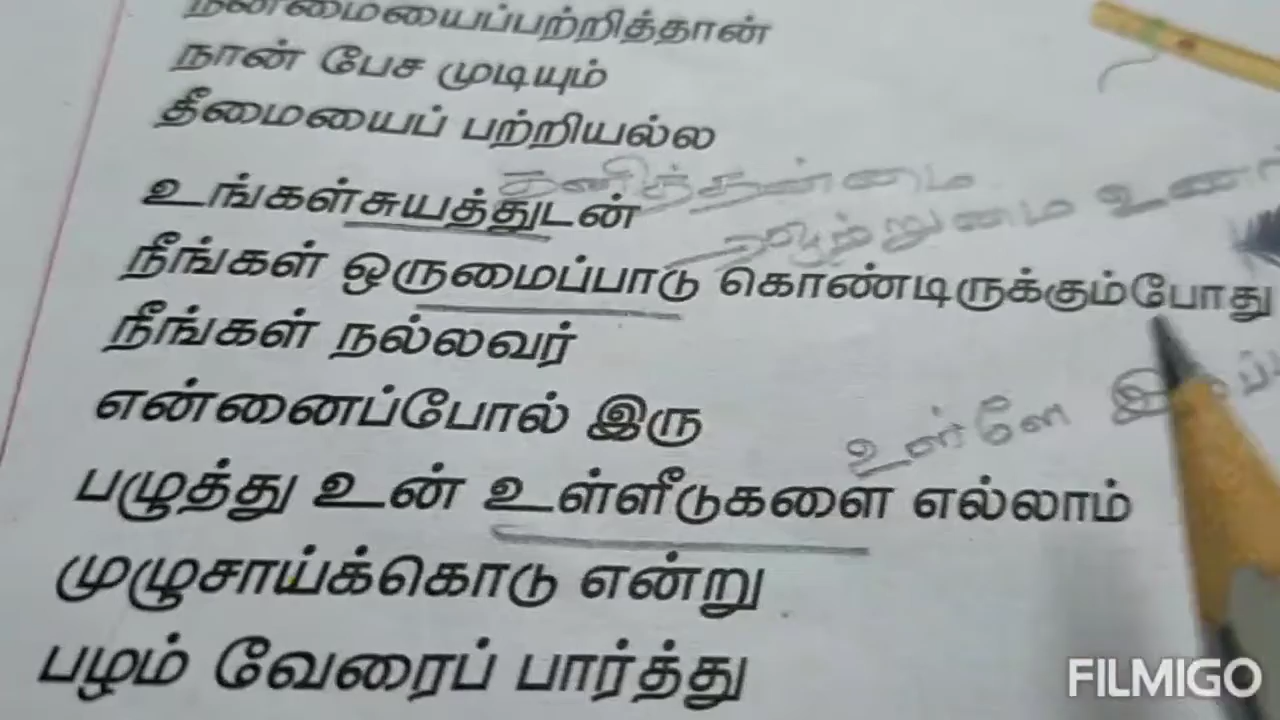 நன்மையைப்பற்றித்தான்
நான் பேச முடியும்
தீமையைப் பற்றியல்ல
தனித்தன்மை
உங்கள்சுயத்துடன்
ஒற்றுமை
நீங்கள் ஒருமைப்பாடு கொண்டிருக்கும்போது
நீங்கள் நல்லவர்
என்னைப்போல் இரு
உள்ளே
பழுத்து உன் உள்ளீடுகளை எல்லாம்
முழுசாய்க்கொடு என்று
பழம் வேரைப் பார்த்து
FILMIGO